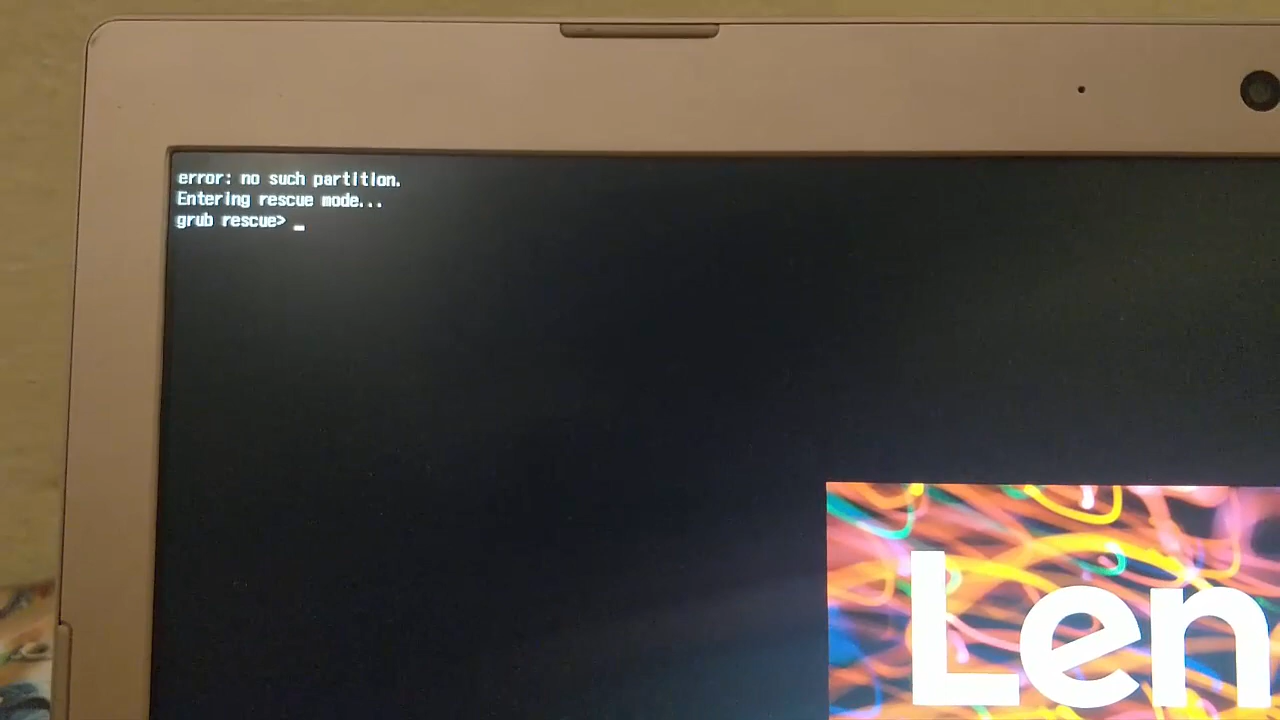 error: no such partition.
Entering rescue mode...
grub rescue> _
Len